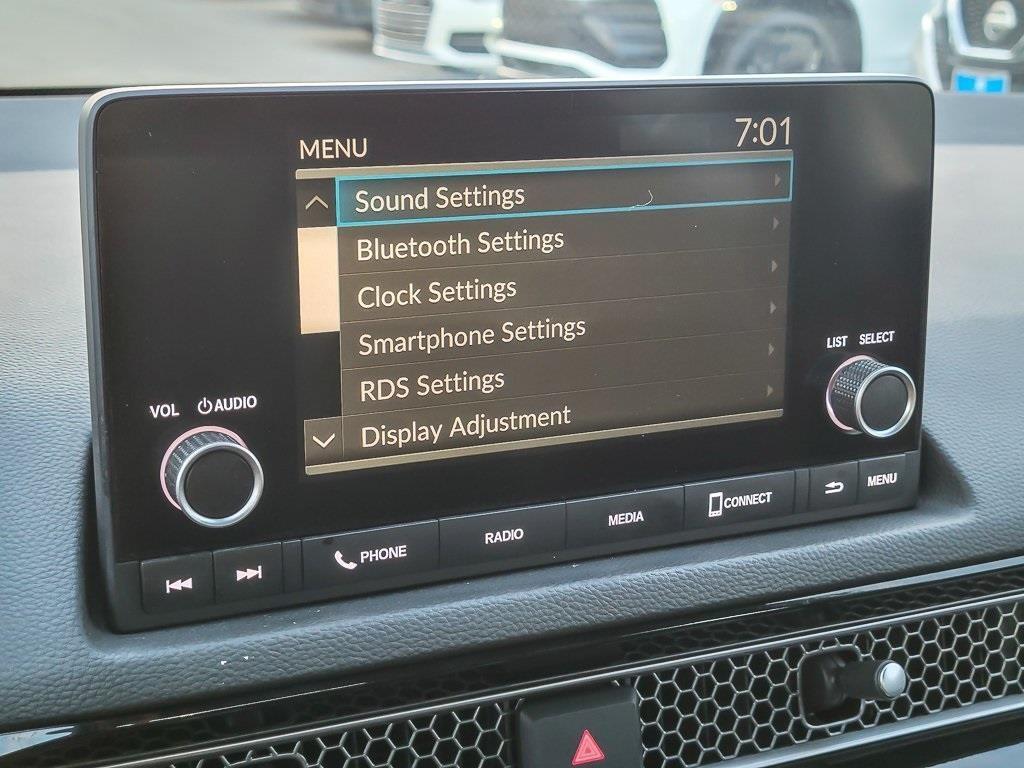 MENU
7:01
Sound Settings
Bluetooth Settings
Clock Settings
Smartphone Settings
RDS Settings
Display Adjustment
VOL AUDIO
LIST SELECT
PHONE
RADIO
MEDIA
CONNECT
MENU